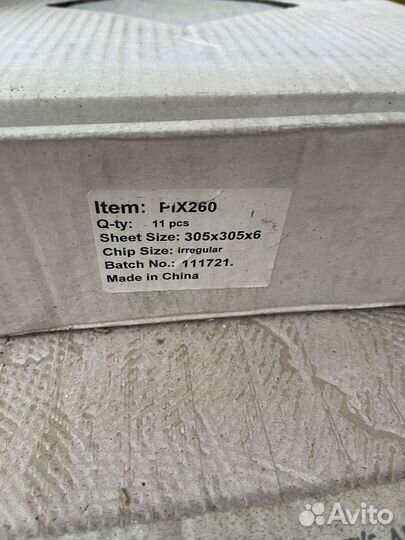 Item: PIX260
Q-ty: 11 pcs
Sheet Size: 305x305x6
Chip Size: irregular
Batch No.: 111721.
Made in China
Avito